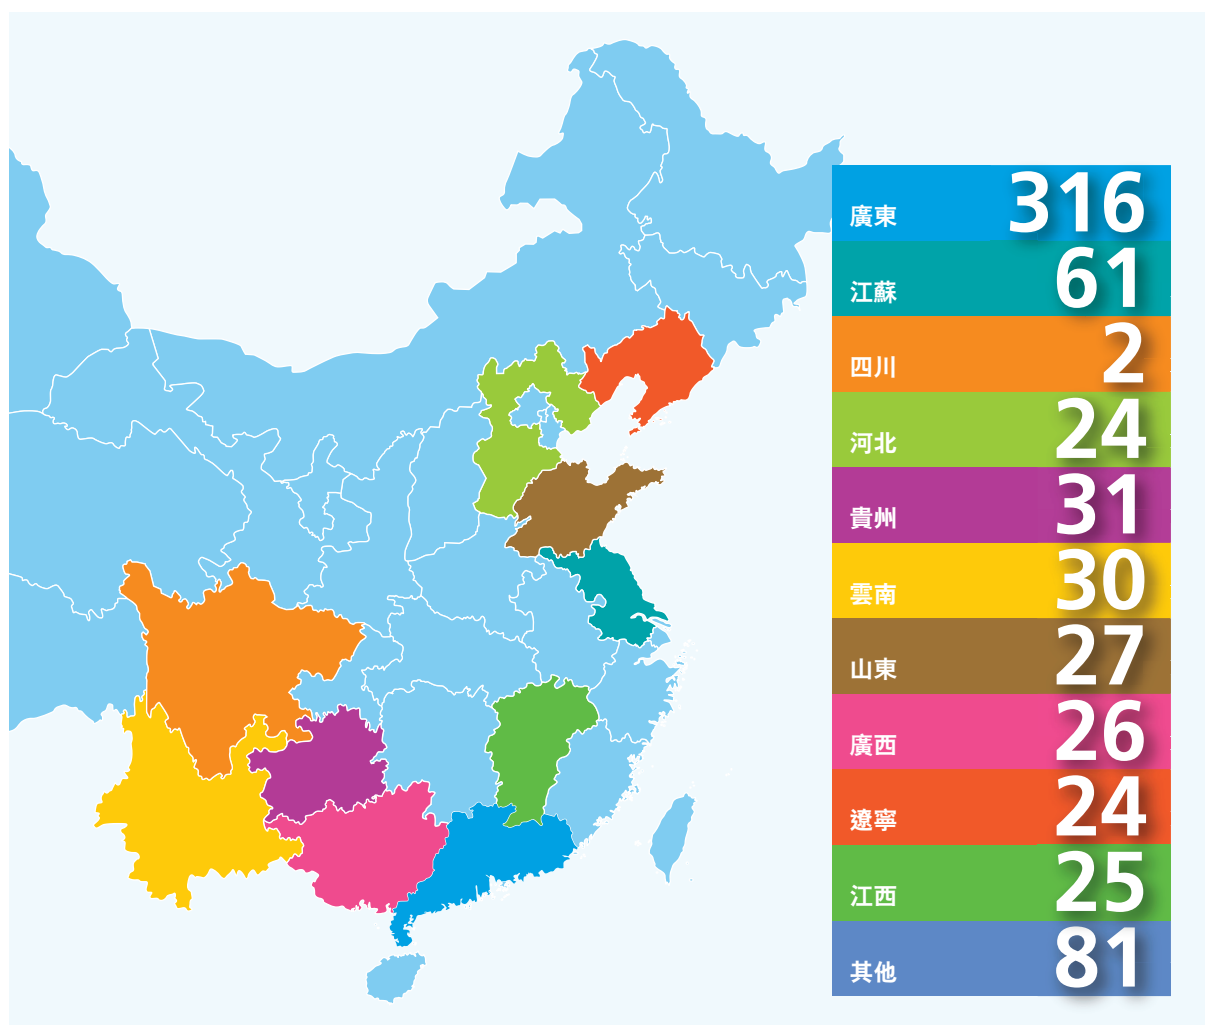 廣東 316
江蘇 61
四川 2
河北 24
貴州 31
雲南 30
山東 27
廣西 26
遼寧 24
江西 25
其他 81